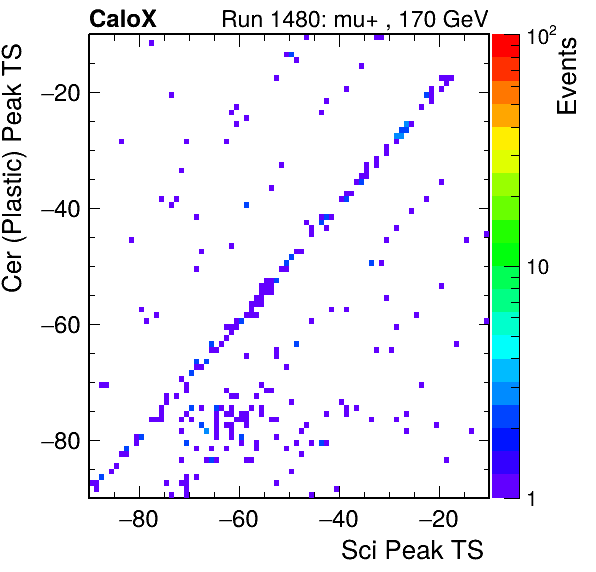 CaloX Run 1480: mu+ , 170 GeV
Cer (Plastic) Peak TS
−20
−40
−60
−80
−80 −60 −40 −20
Sci Peak TS
10²
10
1
Events